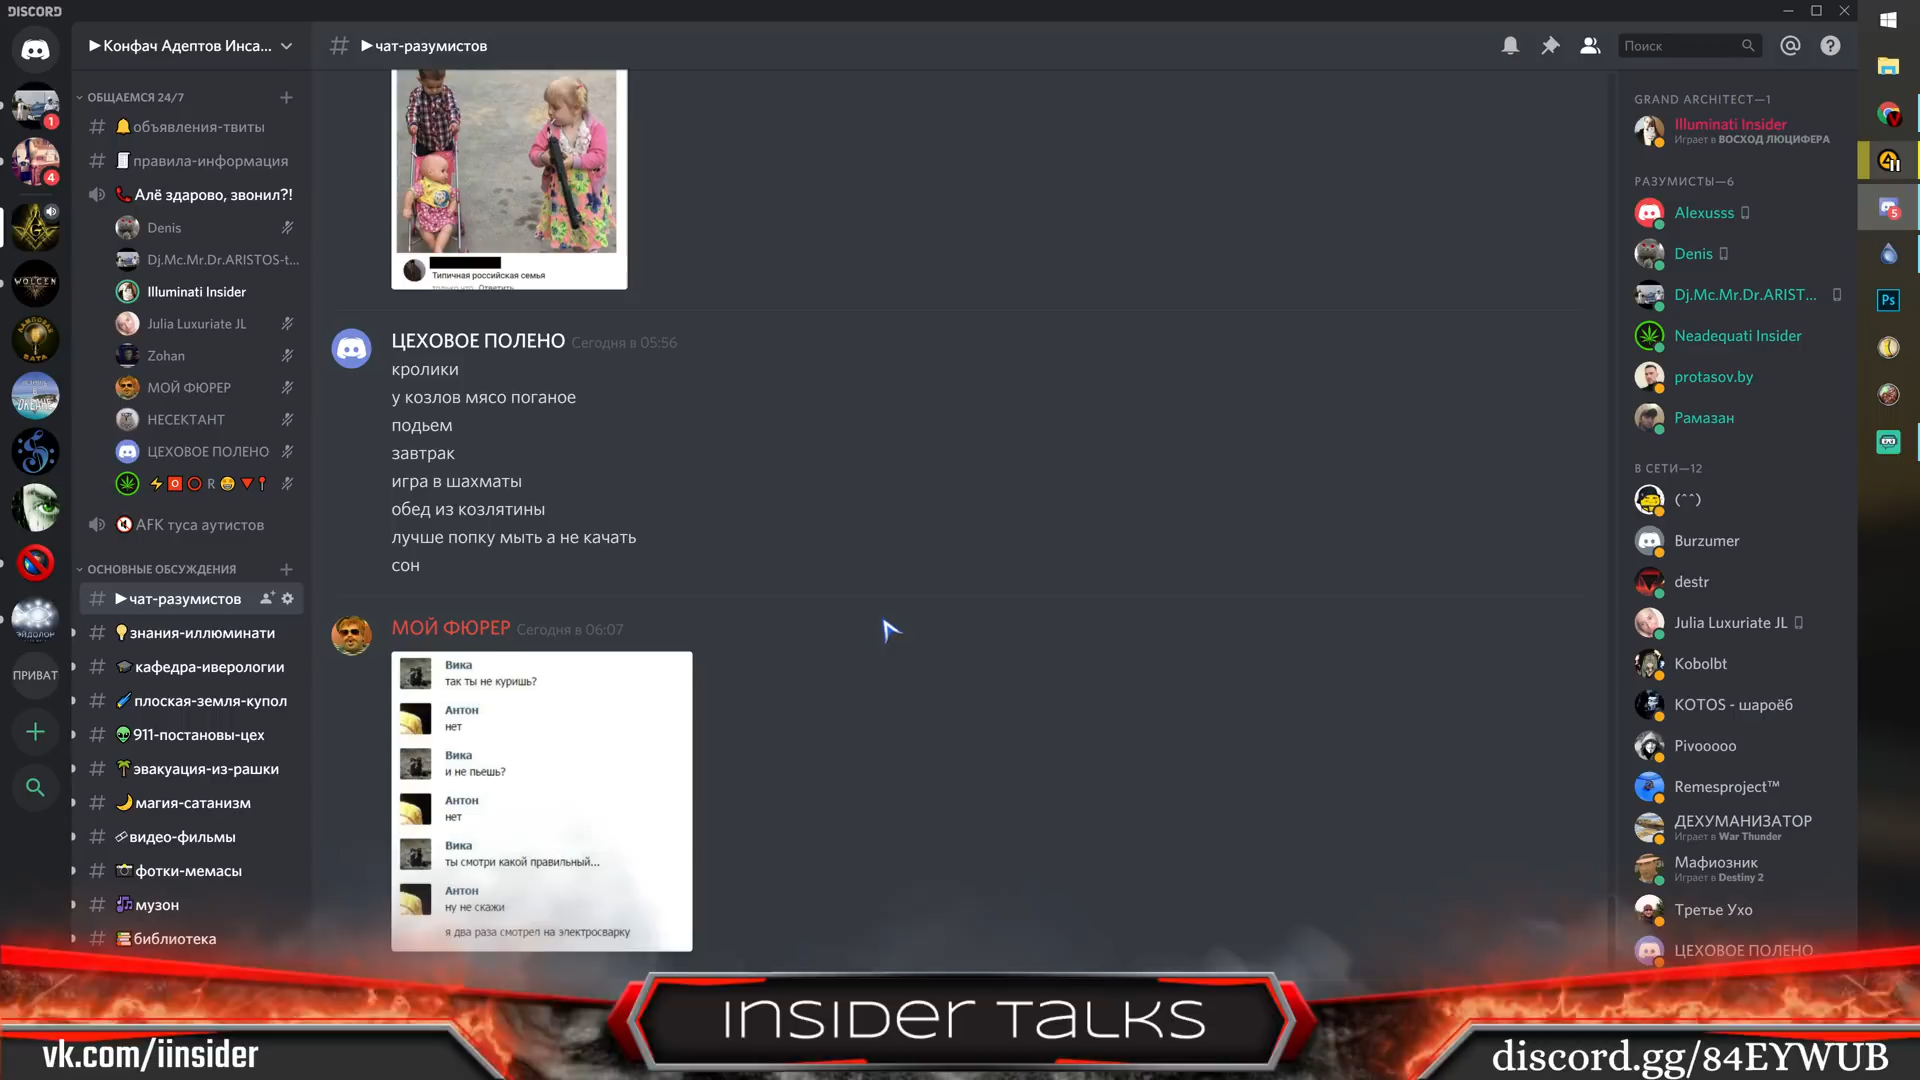 DISCORD
▶Конфач Адептов Инса...
ОБЩАЕМСЯ 24/7
объявления-твиты
правила-информация
Алё здарово, звонил?!
Denis
Dj.Mc.Mr.Dr.ARISTOS-t...
Illuminati Insider
Julia Luxuriate JL
Zohan
МОЙ ФЮРЕР
НЕСЕКТАНТ
ЦЕХОВОЕ ПОЛЕНО
AFK туса аутистов
ОСНОВНЫЕ ОБСУЖДЕНИЯ
▶чат-разумистов
знания-иллюминати
кафедра-иверологии
плоская-земля-купол
911-постановы-цех
эвакуация-из-рашки
магия-сатанизм
видео-фильмы
фотки-мемасы
музон
библиотека
1
4
WOLCEN
ПРИВАТ
# ▶чат-разумистов
Поиск
Типичная российская семья
ЦЕХОВОЕ ПОЛЕНО Сегодня в 05:56
кролики
у козлов мясо поганое
подьем
завтрак
игра в шахматы
обед из козлятины
лучше попку мыть а не качать
сон
МОЙ ФЮРЕР Сегодня в 06:07
Вика
так ты не куришь?
Антон
нет
Вика
и не пьешь?
Антон
нет
Вика
ты смотри какой правильный...
Антон
ну не скажи
я два раза смотрел на электросварку
GRAND ARCHITECT—1
Illuminati Insider
Играет в ВОСХОД ЛЮЦИФЕРА
РАЗУМИСТЫ—6
Alexusss
Denis
Dj.Mc.Mr.Dr.ARIST...
Neadequati Insider
protasov.by
Рамазан
В СЕТИ—12
(^^)
Burzumer
destr
Julia Luxuriate JL
Kobolbt
KOTOS - шароёб
Pivooooo
Remesproject™
ДЕХУМАНИЗАТОР
Играет в War Thunder
Мафиозник
Играет в Destiny 2
Третье Ухо
ЦЕХОВОЕ ПОЛЕНО
5
Ps
INSIDER TALKS
vk.com/iinsider
discord.gg/84EYWUB